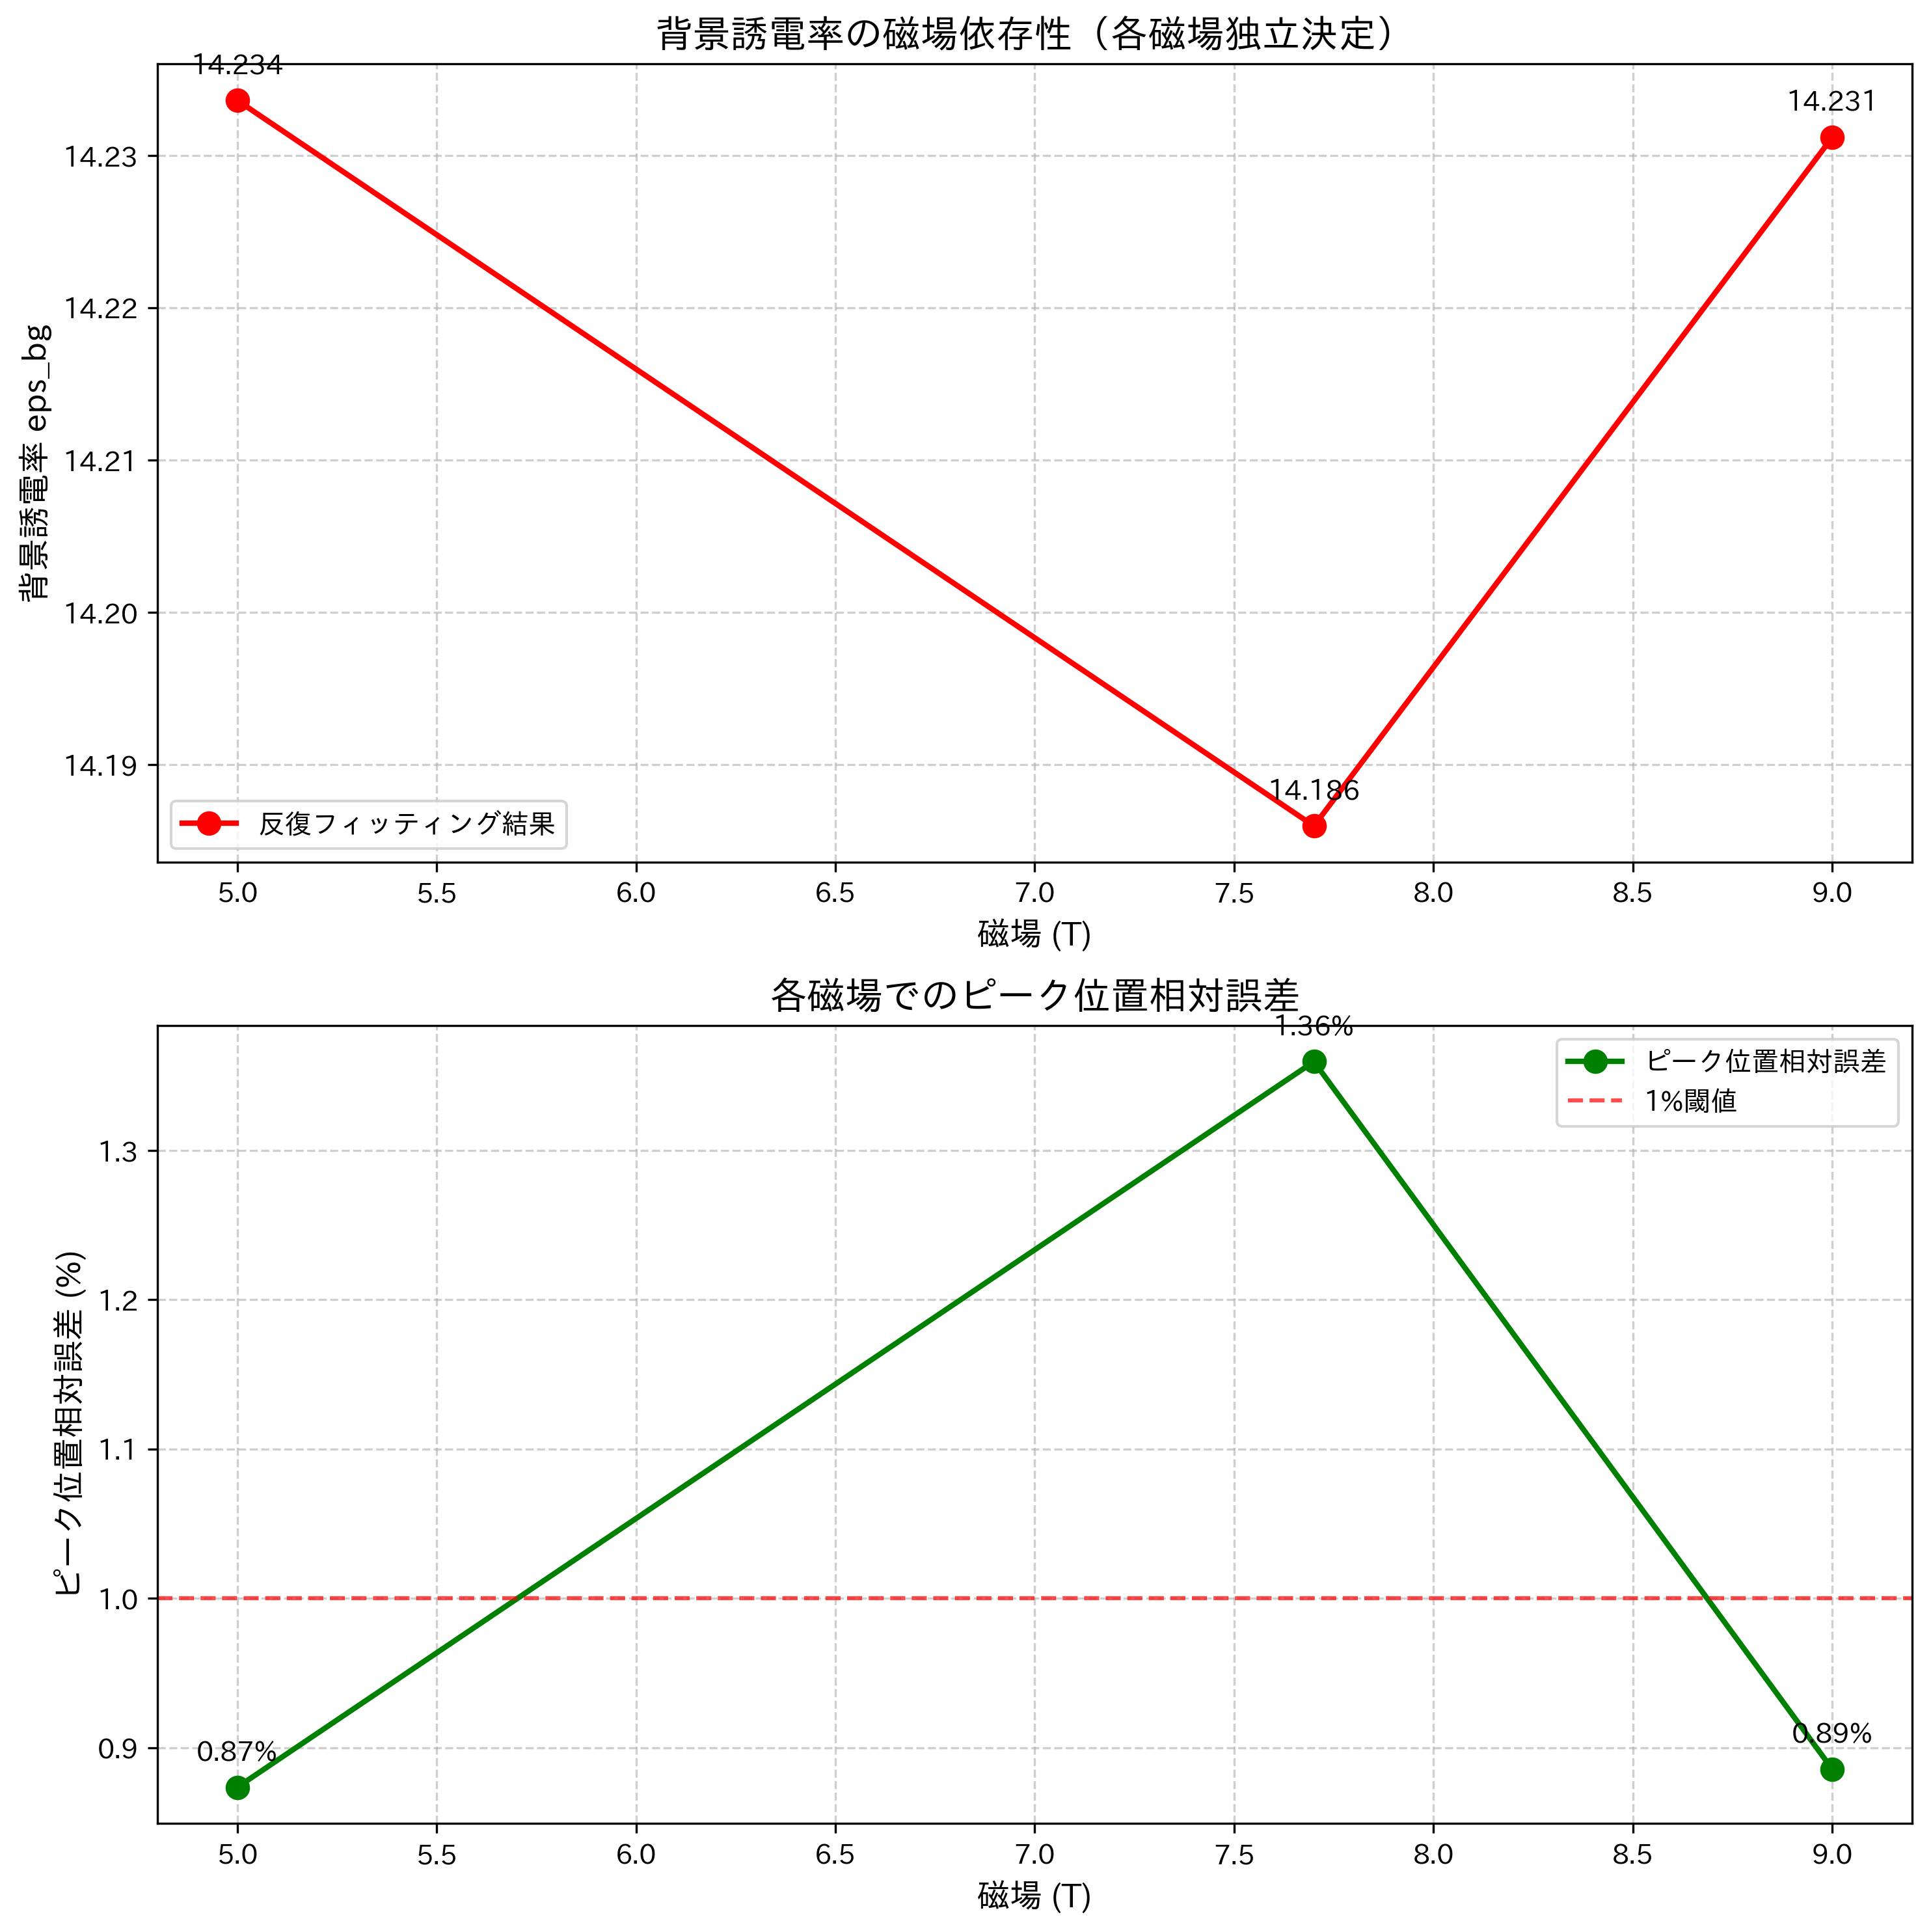 背景誘電率の磁場依存性（各磁場独立決定）
14.234
14.231
14.186
14.23
14.22
14.21
14.20
14.19
背景誘電率 eps_bg
反復フィッティング結果
5.0 5.5 6.0 6.5 7.0 7.5 8.0 8.5 9.0
磁場 (T)
各磁場でのピーク位置相対誤差
1.36%
ピーク位置相対誤差
1%閾値
1.3
1.2
1.1
1.0
0.9
ピーク位置相対誤差 (%)
0.87%
0.89%
5.0 5.5 6.0 6.5 7.0 7.5 8.0 8.5 9.0
磁場 (T)